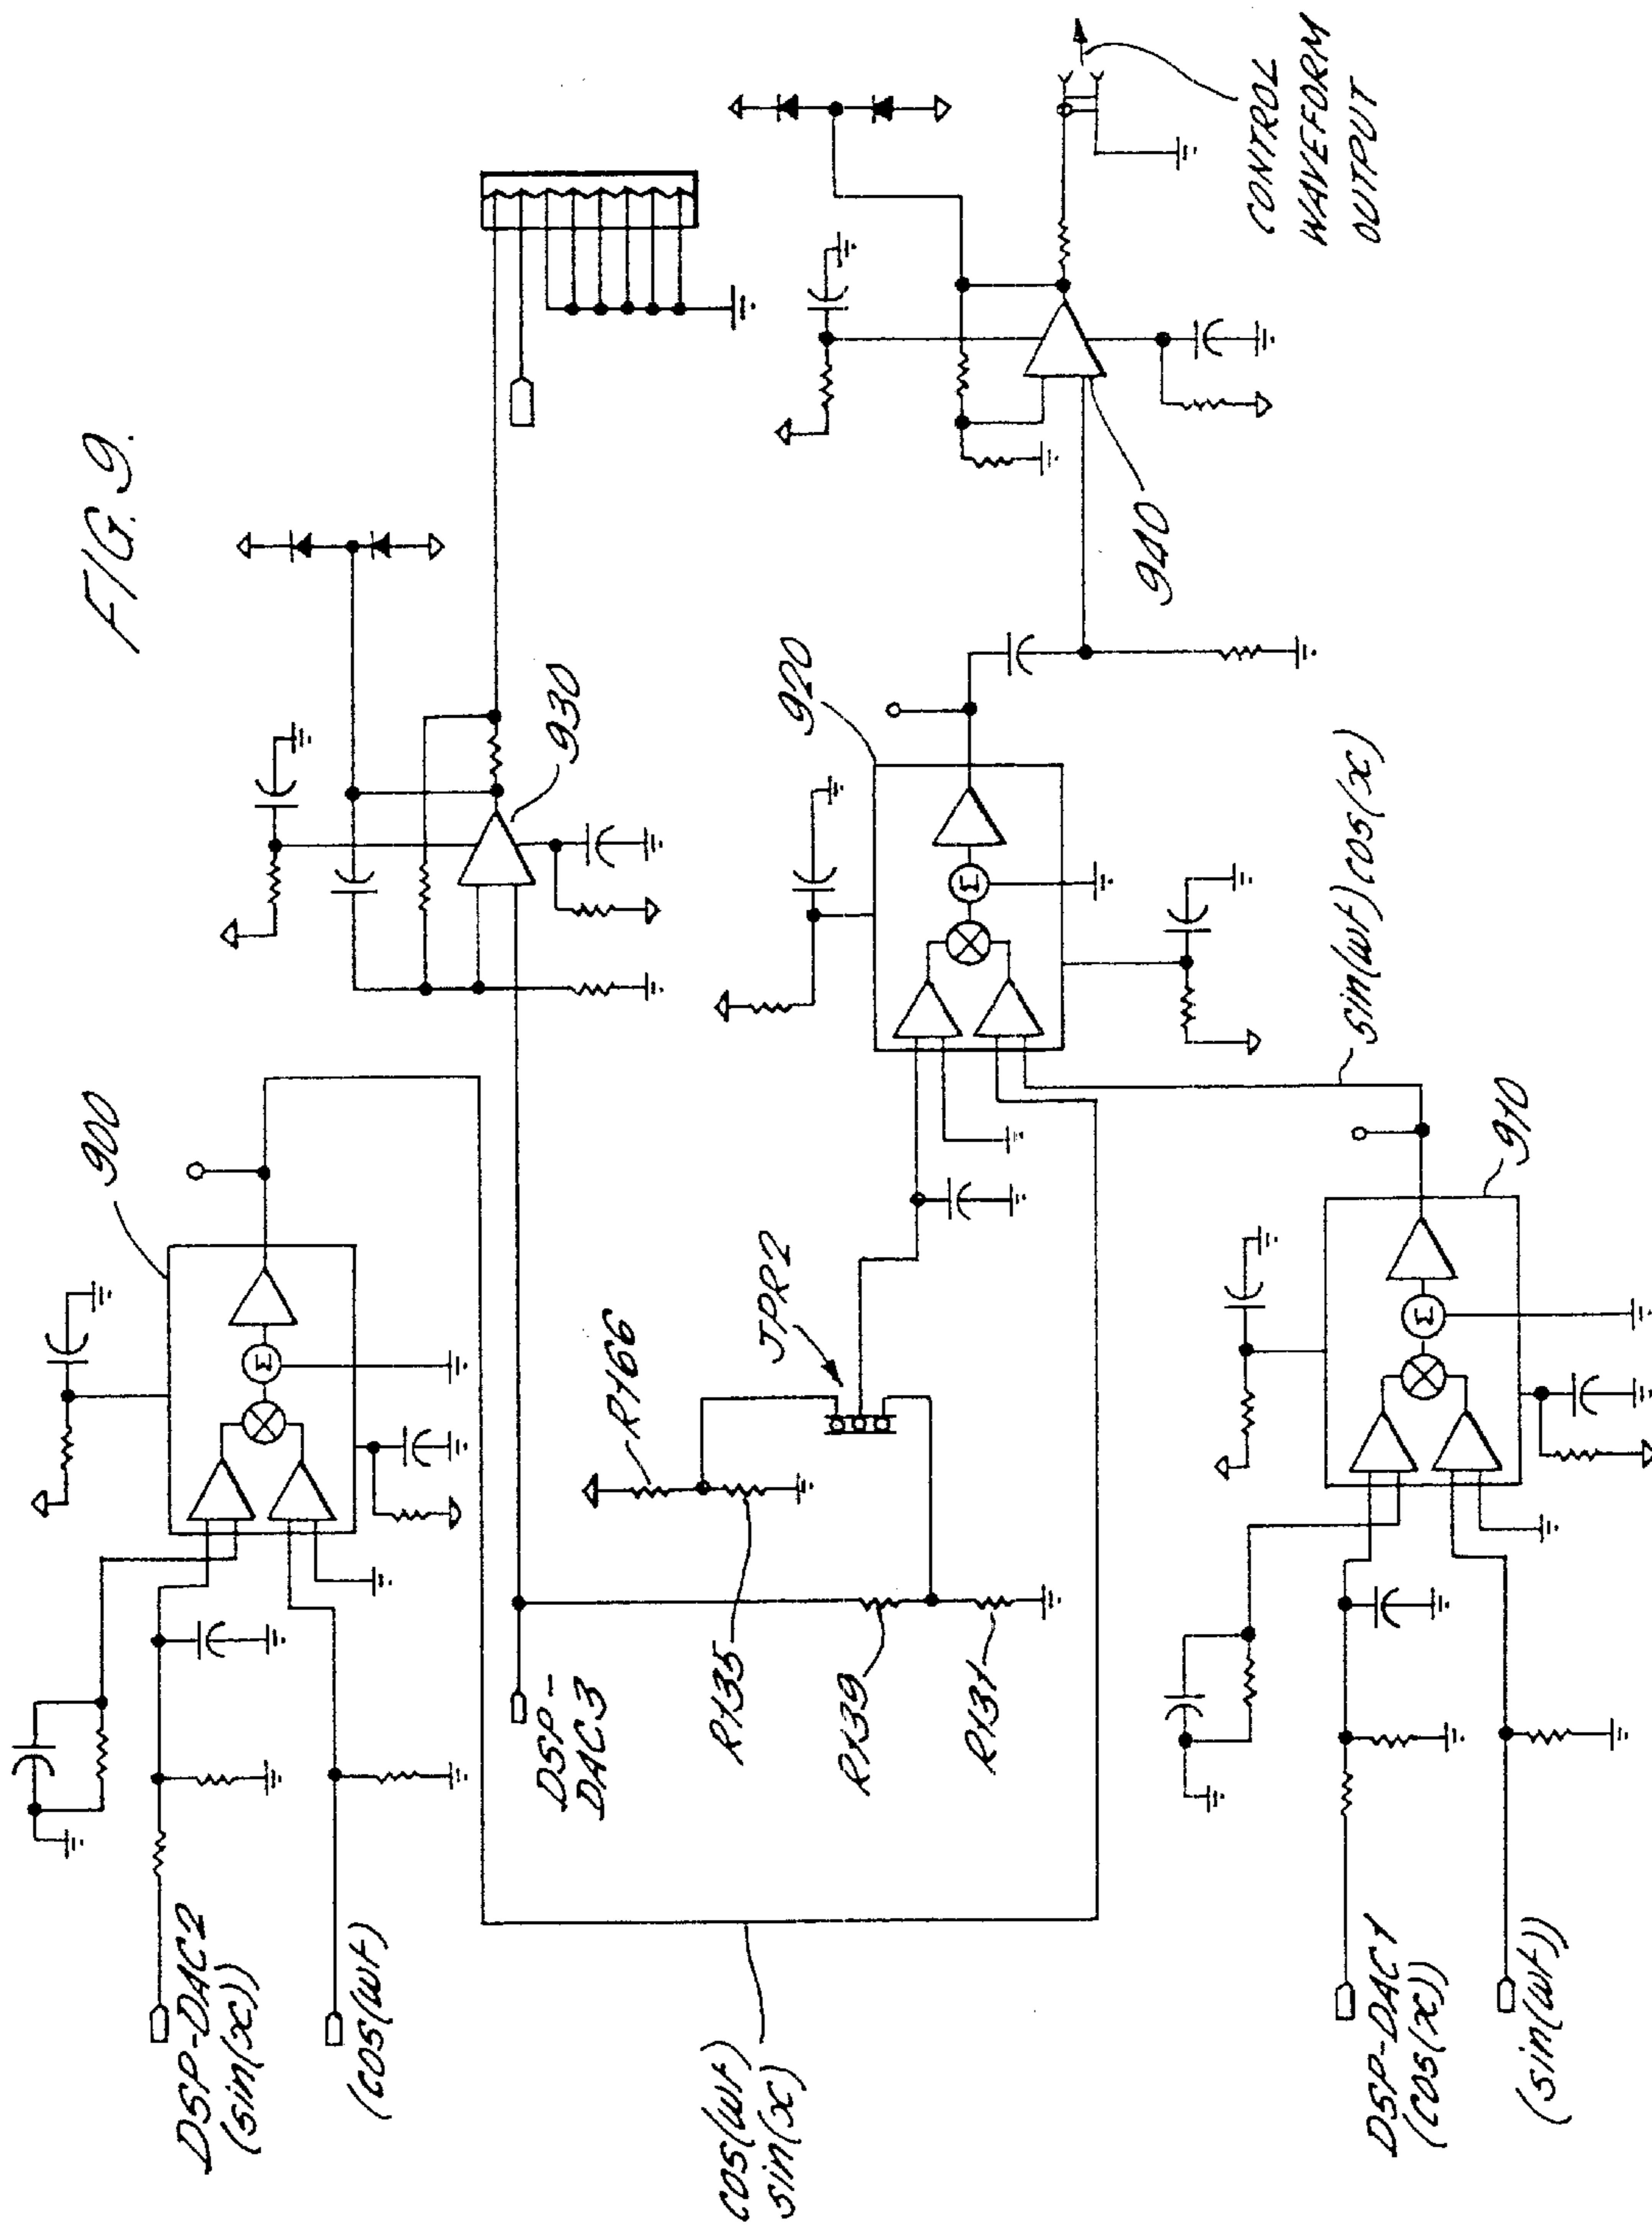 FIG. 9.
900
DSP-DAC2
(sin(x))
(cos(wt)
930
DSP-
DAC3
R166
JPR2
R135
R139
R131
920
940
CONTROL
WAVEFORM
OUTPUT
cos(wt)
sin(x)
sin(wt)cos(x)
910
DSP-DAC1
(cos(x))
(sin(wt))
Σ
Σ
Σ